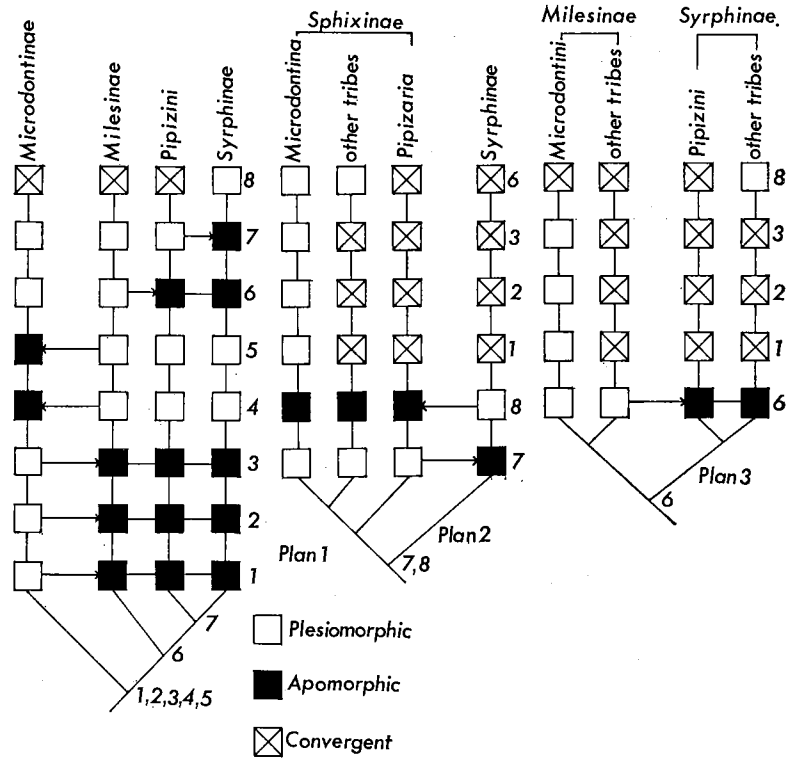 Sphixinae
Milesinae
Syrphinae.
Microdontinae
Milesinae
Pipizini
Syrphinae
Microdontina
other tribes
Pipizaria
Syrphinae
Microdontini
other tribes
Pipizini
other tribes
8
7
6
5
4
3
2
1
6
3
2
1
8
7
8
3
2
1
6
7
6
1,2,3,4,5
Plan 1
Plan 2
7,8
Plan 3
6
Plesiomorphic
Apomorphic
Convergent